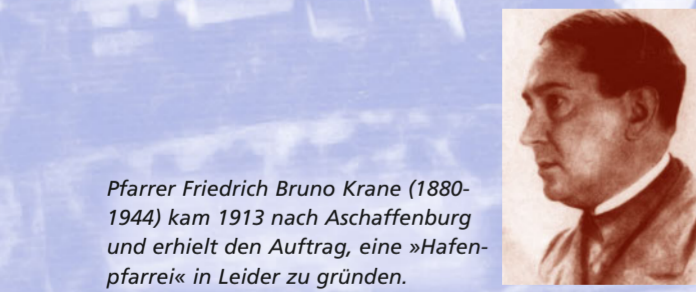 Pfarrer Friedrich Bruno Krane (1880-
1944) kam 1913 nach Aschaffenburg
und erhielt den Auftrag, eine »Hafen-
pfarrei« in Leider zu gründen.